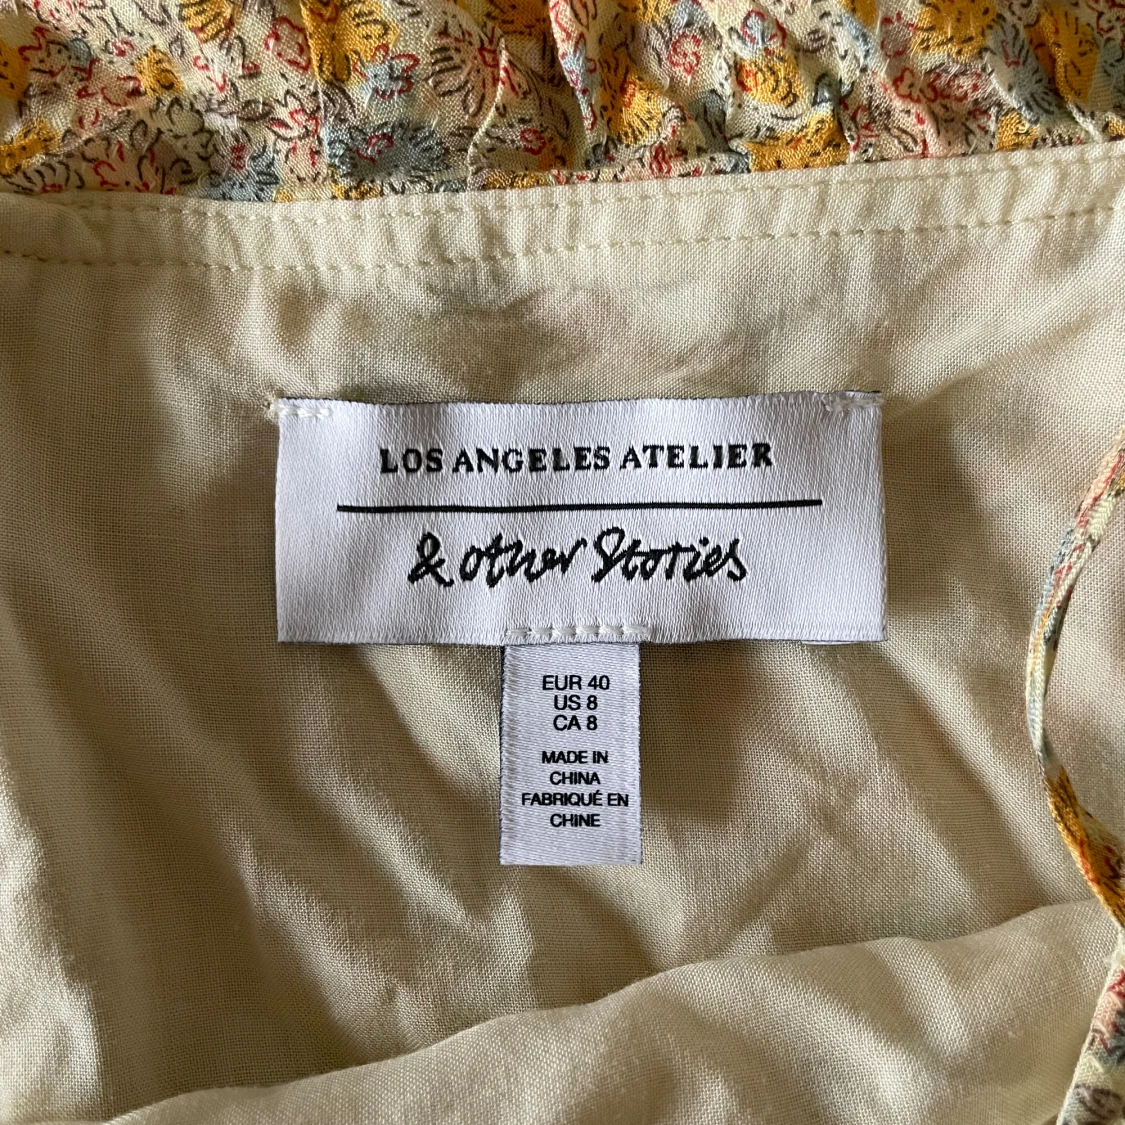 LOS ANGELES ATELIER
& other Stories
EUR 40
US 8
CA 8
MADE IN
CHINA
FABRIQUÉ EN
CHINE